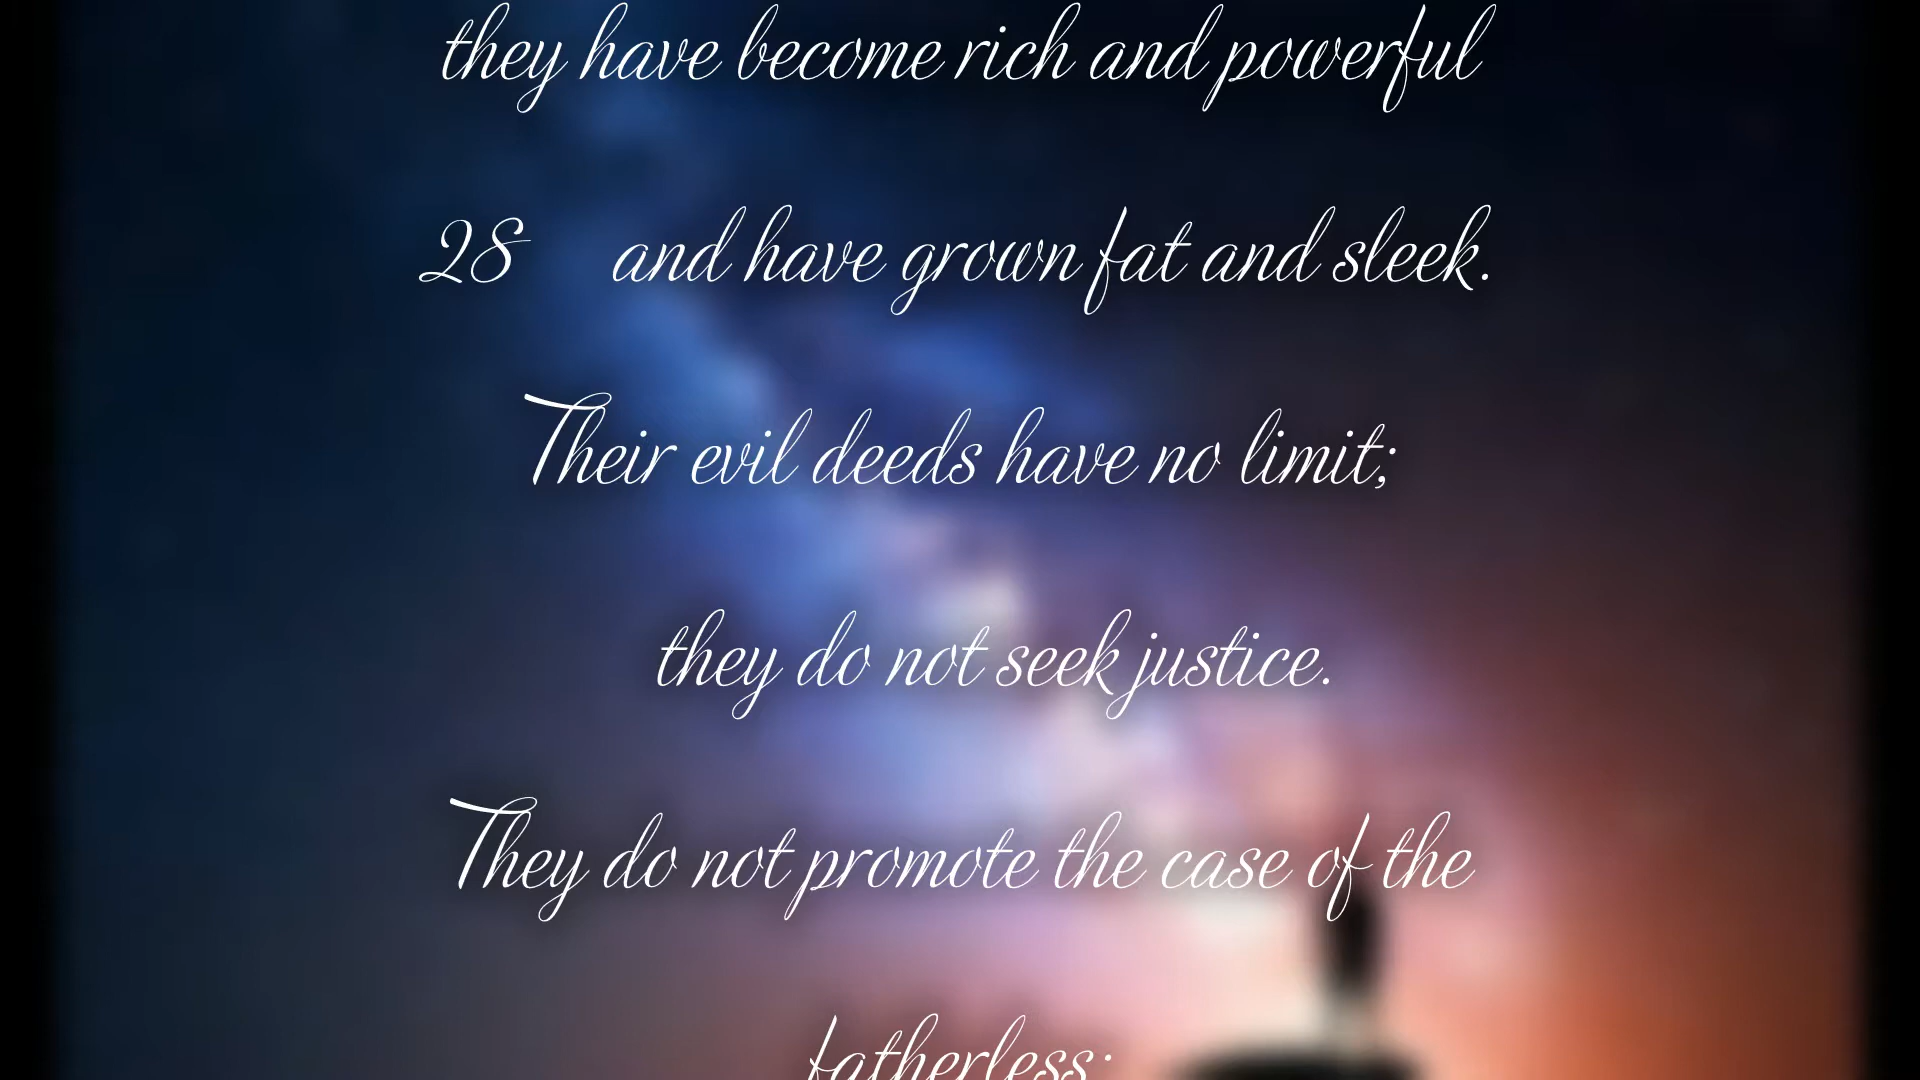 they have become rich and powerful
28 and have grown fat and sleek.
Their evil deeds have no limit;
they do not seek justice.
They do not promote the case of the
fatherless;